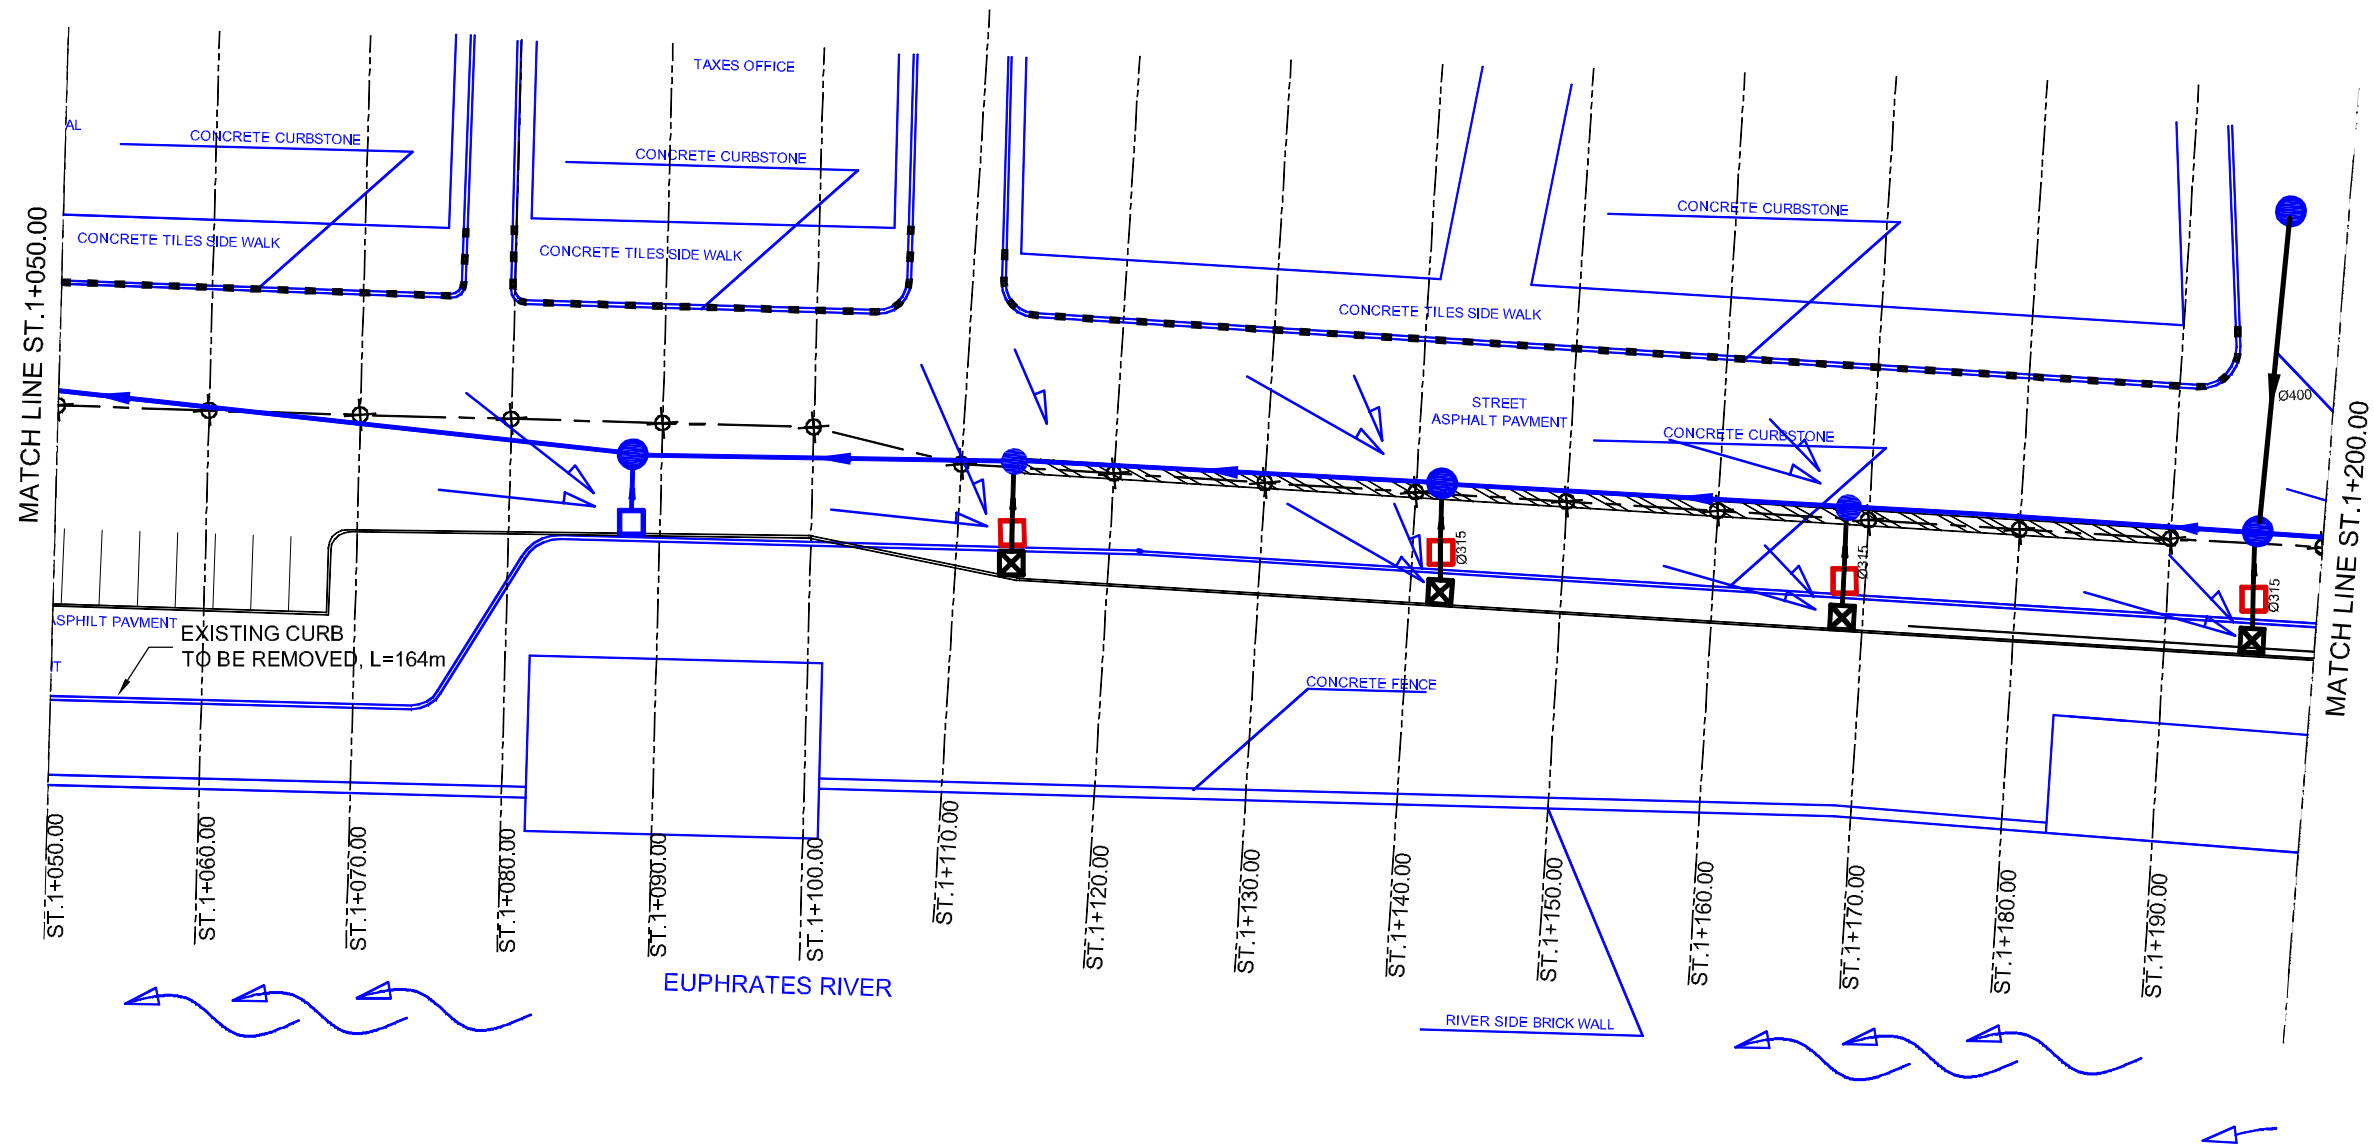 TAXES OFFICE
AL
CONCRETE CURBSTONE
CONCRETE CURBSTONE
CONCRETE CURBSTONE
CONCRETE TILES SIDE WALK
CONCRETE TILES SIDE WALK
CONCRETE TILES SIDE WALK
MATCH LINE ST.1+050.00
STREET
ASPHALT PAVMENT
CONCRETE CURBSTONE
Ø400
MATCH LINE ST.1+200.00
Ø315
Ø315
Ø315
ASPHILT PAVMENT
T
EXISTING CURB
TO BE REMOVED, L=164m
CONCRETE FENCE
ST.1+050.00
ST.1+060.00
ST.1+070.00
ST.1+080.00
ST.1+090.00
ST.1+100.00
ST.1+110.00
ST.1+120.00
ST.1+130.00
ST.1+140.00
ST.1+150.00
ST.1+160.00
ST.1+170.00
ST.1+180.00
ST.1+190.00
EUPHRATES RIVER
RIVER SIDE BRICK WALL